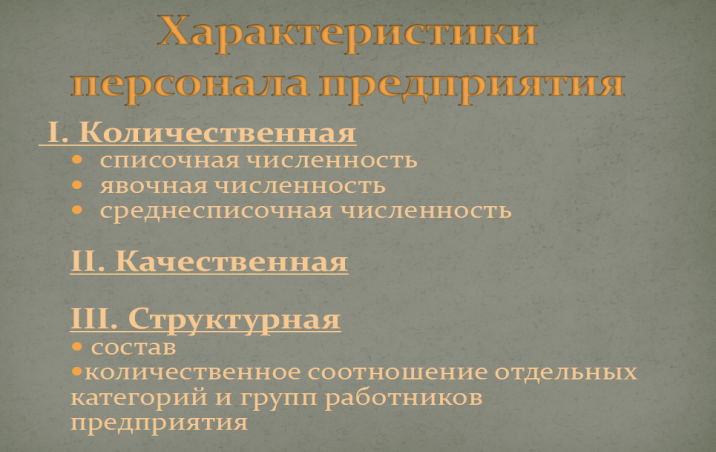 Характеристики
персонала предприятия
I. Количественная
• списочная численность
• явочная численность
• среднесписочная численность
II. Качественная
III. Структурная
• состав
•количественное соотношение отдельных
категорий и групп работников
предприятия